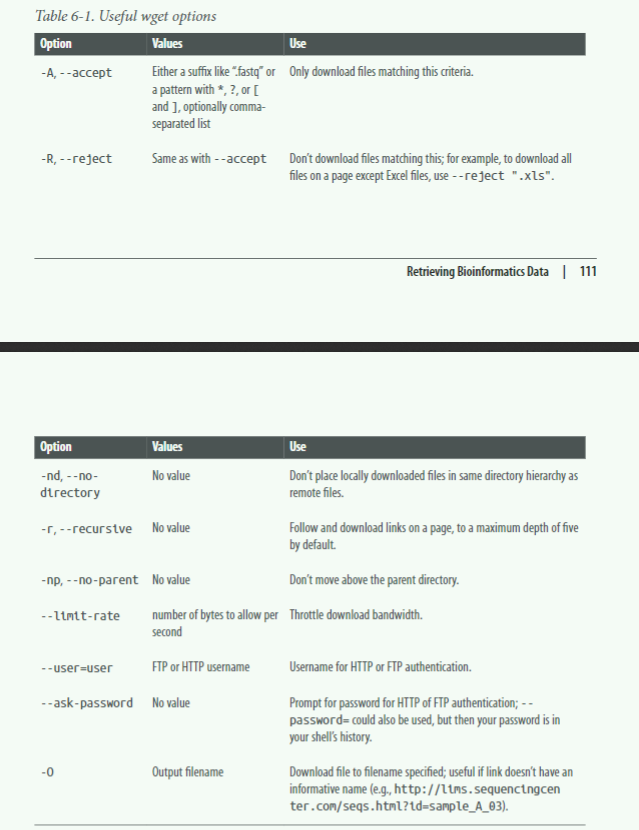 Table 6-1. Useful wget options
Option Values Use
-A, --accept Either a suffix like “.fastq” or Only download files matching this criteria.
a pattern with *, ?, or [
and ], optionally comma-
separated list
-R, --reject Same as with --accept Don’t download files matching this; for example, to download all
files on a page except Excel files, use --reject ".xls".
Retrieving Bioinformatics Data | 111
Option Values Use
-nd, --no- No value Don’t place locally downloaded files in same directory hierarchy as
directory remote files.
-r, --recursive No value Follow and download links on a page, to a maximum depth of five
by default.
-np, --no-parent No value Don’t move above the parent directory.
--limit-rate number of bytes to allow per Throttle download bandwidth.
second
--user=user FTP or HTTP username Username for HTTP or FTP authentication.
--ask-password No value Prompt for password for HTTP of FTP authentication; --
password= could also be used, but then your password is in
your shell’s history.
-O Output filename Download file to filename specified; useful if link doesn’t have an
informative name (e.g., http://lims.sequencingcen
ter.com/seqs.html?id=sample_A_03).